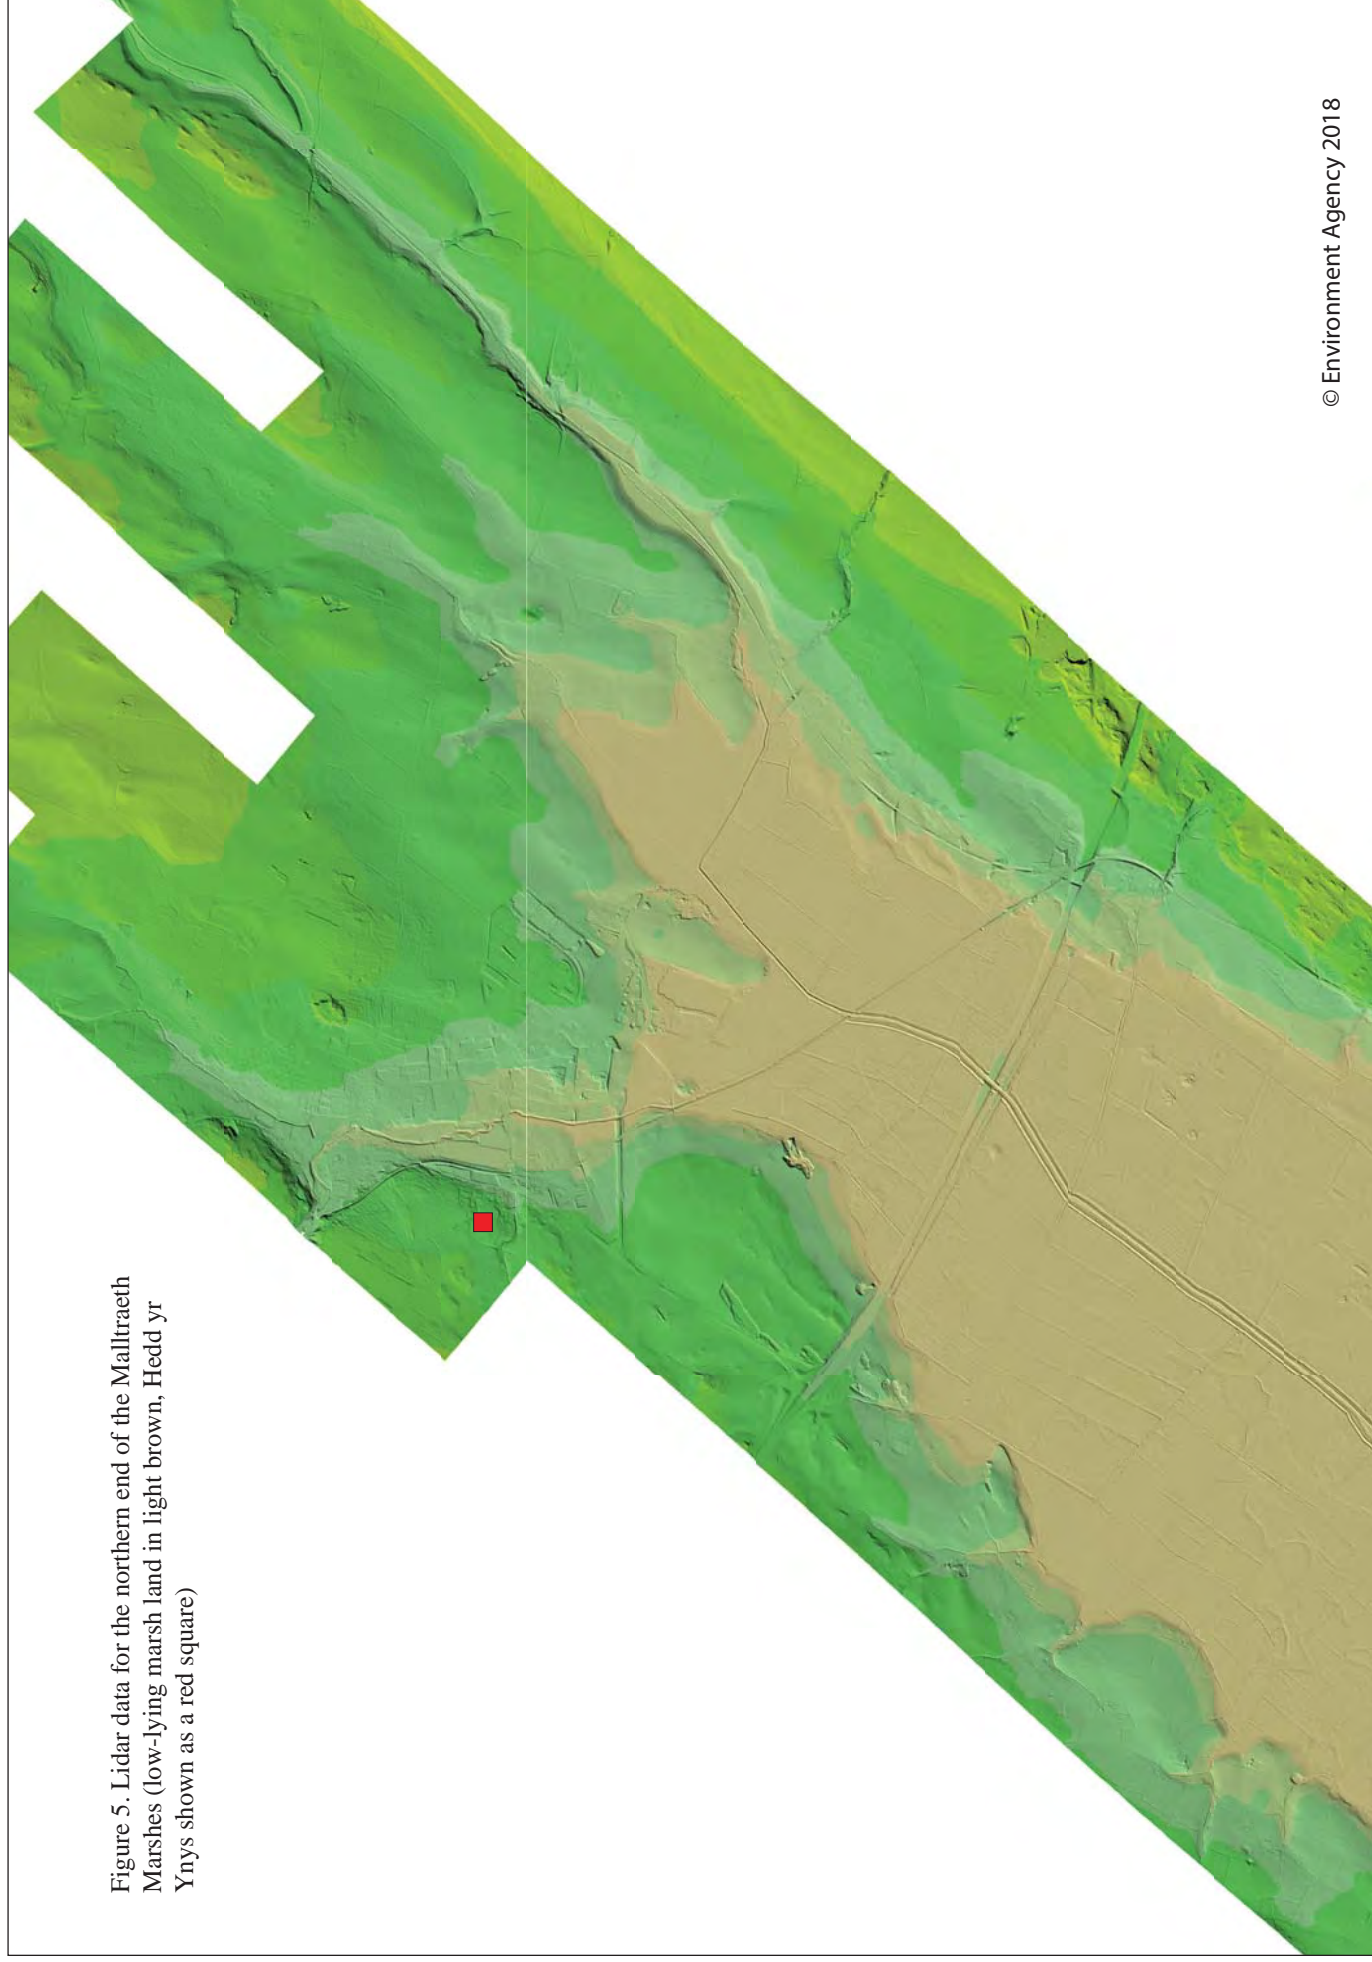 Figure 5. Lidar data for the northern end of the Malltraeth
Marshes (low-lying marsh land in light brown, Hedd yr
Ynys shown as a red square)
© Environment Agency 2018